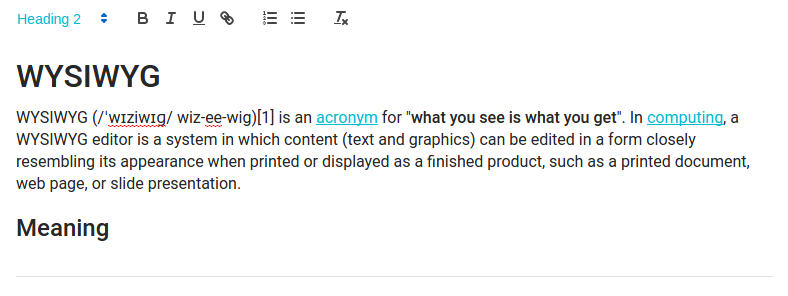 Heading 2 B I U
WYSIWYG
WYSIWYG (/ˈwɪziwɪɡ/ wiz-ee-wig)[1] is an acronym for "what you see is what you get". In computing, a
WYSIWYG editor is a system in which content (text and graphics) can be edited in a form closely
resembling its appearance when printed or displayed as a finished product, such as a printed document,
web page, or slide presentation.
Meaning